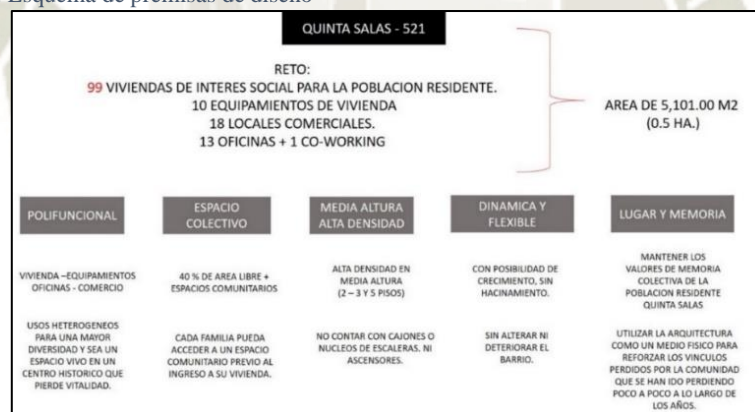 Esquema de premisas de diseño
QUINTA SALAS - 521
RETO:
99 VIVIENDAS DE INTERES SOCIAL PARA LA POBLACION RESIDENTE.
10 EQUIPAMIENTOS DE VIVIENDA
18 LOCALES COMERCIALES.
13 OFICINAS + 1 CO-WORKING
AREA DE 5,101.00 M2
(0.5 HA.)
POLIFUNCIONAL
VIVIENDA –EQUIPAMIENTOS
OFICINAS - COMERCIO
USOS HETEROGENEOS
PARA UNA MAYOR
DIVERSIDAD Y SEA UN
ESPACIO VIVO EN UN
CENTRO HISTORICO QUE
PIERDE VITALIDAD.
ESPACIO
COLECTIVO
40 % DE AREA LIBRE +
ESPACIOS COMUNITARIOS
CADA FAMILIA PUEDA
ACCEDER A UN ESPACIO
COMUNITARIO PREVIO AL
INGRESO A SU VIVIENDA.
MEDIA ALTURA
ALTA DENSIDAD
ALTA DENSIDAD EN
MEDIA ALTURA
(2 – 3 Y 5 PISOS)
NO CONTAR CON CAJONES O
NUCLEOS DE ESCALERAS. NI
ASCENSORES.
DINAMICA Y
FLEXIBLE
CON POSIBILIDAD DE
CRECIMIENTO, SIN
HACINAMIENTO.
SIN ALTERAR NI
DETERIORAR EL
BARRIO.
LUGAR Y MEMORIA
MANTENER LOS
VALORES DE MEMORIA
COLECTIVA DE LA
POBLACION RESIDENTE
QUINTA SALAS
UTILIZAR LA ARQUITECTURA
COMO UN MEDIO FISICO PARA
REFORZAR LOS VINCULOS
PERDIDOS POR LA COMUNIDAD
QUE SE HAN IDO PERDIENDO
POCO A POCO A LO LARGO DE
LOS AÑOS.